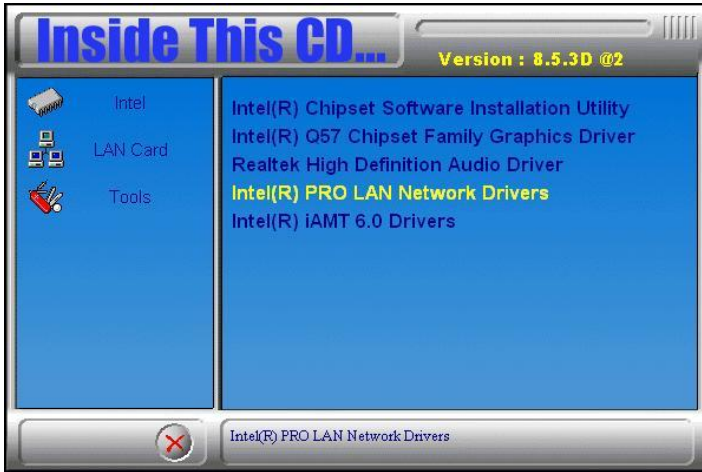 Inside This CD...
Version : 8.5.3D @2
Intel
LAN Card
Tools
Intel(R) Chipset Software Installation Utility
Intel(R) Q57 Chipset Family Graphics Driver
Realtek High Definition Audio Driver
Intel(R) PRO LAN Network Drivers
Intel(R) iAMT 6.0 Drivers
Intel(R) PRO LAN Network Drivers